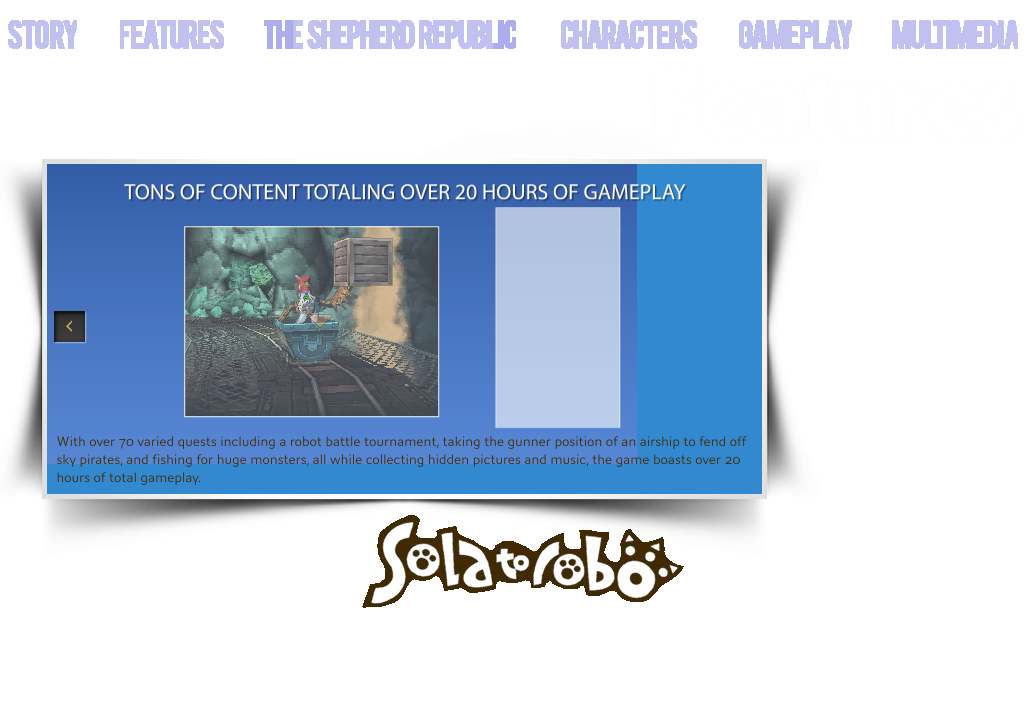 STORY FEATURES THE SHEPHERD REPUBLIC CHARACTERS GAMEPLAY MULTIMEDIA
TONS OF CONTENT TOTALING OVER 20 HOURS OF GAMEPLAY
With over 70 varied quests including a robot battle tournament, taking the gunner position of an airship to fend off
sky pirates, and fishing for huge monsters, all while collecting hidden pictures and music, the game boasts over 20
hours of total gameplay.
Solatorobo